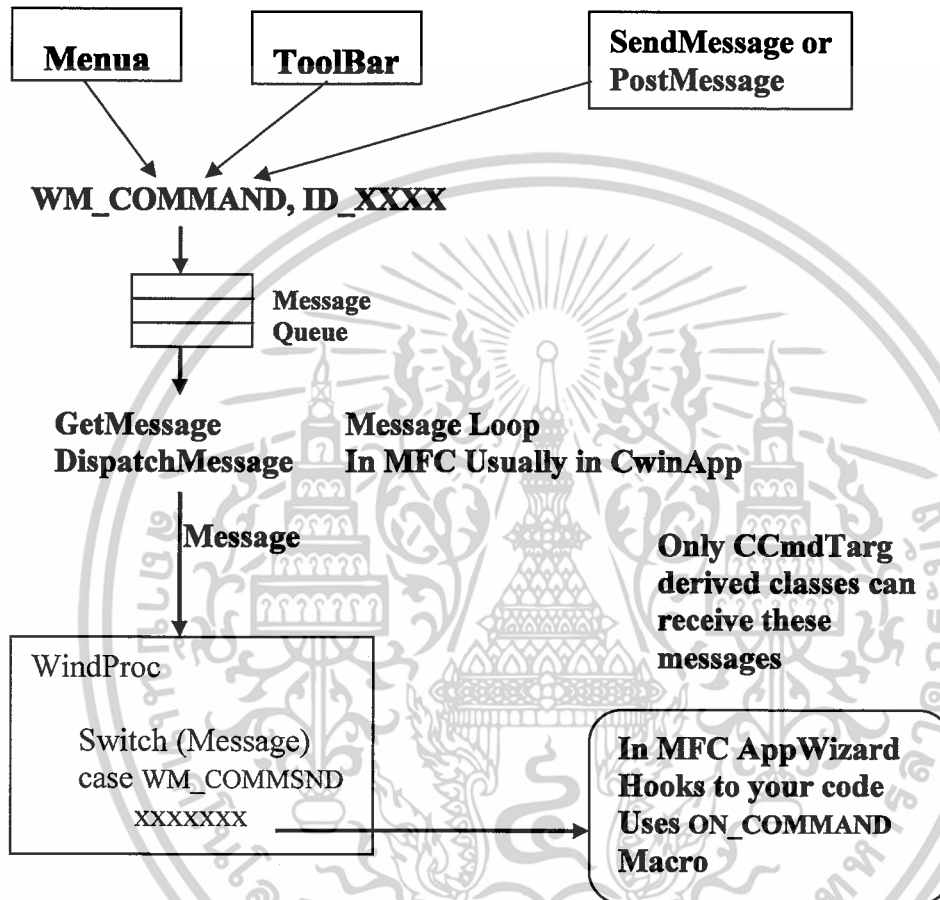 Menua
ToolBar
SendMessage or
PostMessage
WM_COMMAND, ID_XXXX
Message
Queue
GetMessage
DispatchMessage
Message Loop
In MFC Usually in CwinApp
Message
Only CCmdTarg
derived classes can
receive these
messages
WindProc
Switch (Message)
case WM_COMMSND
XXXXXXX
In MFC AppWizard
Hooks to your code
Uses ON_COMMAND
Macro